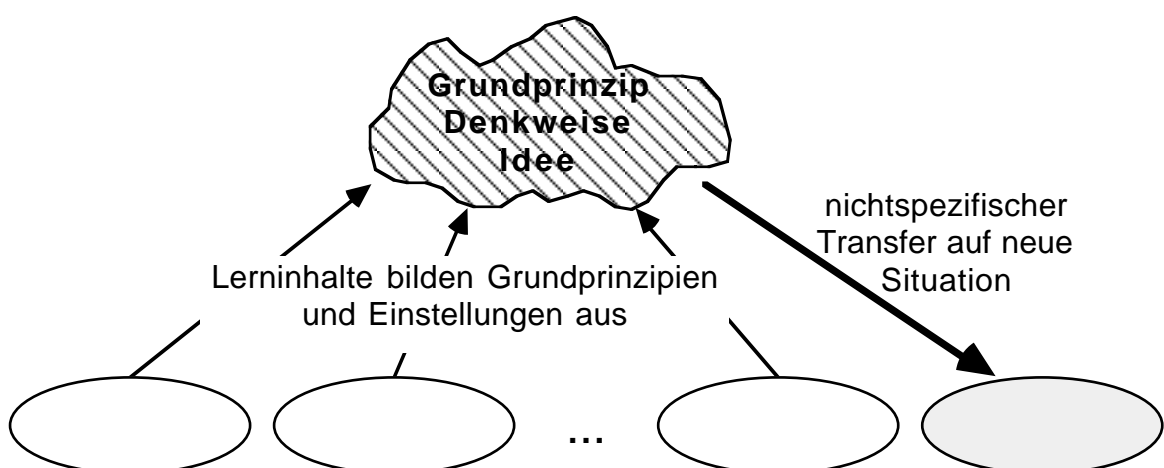 Grundprinzip
Denkweise
Idee
nichtspezifischer
Transfer auf neue
Situation
Lerninhalte bilden Grundprinzipien
und Einstellungen aus
...